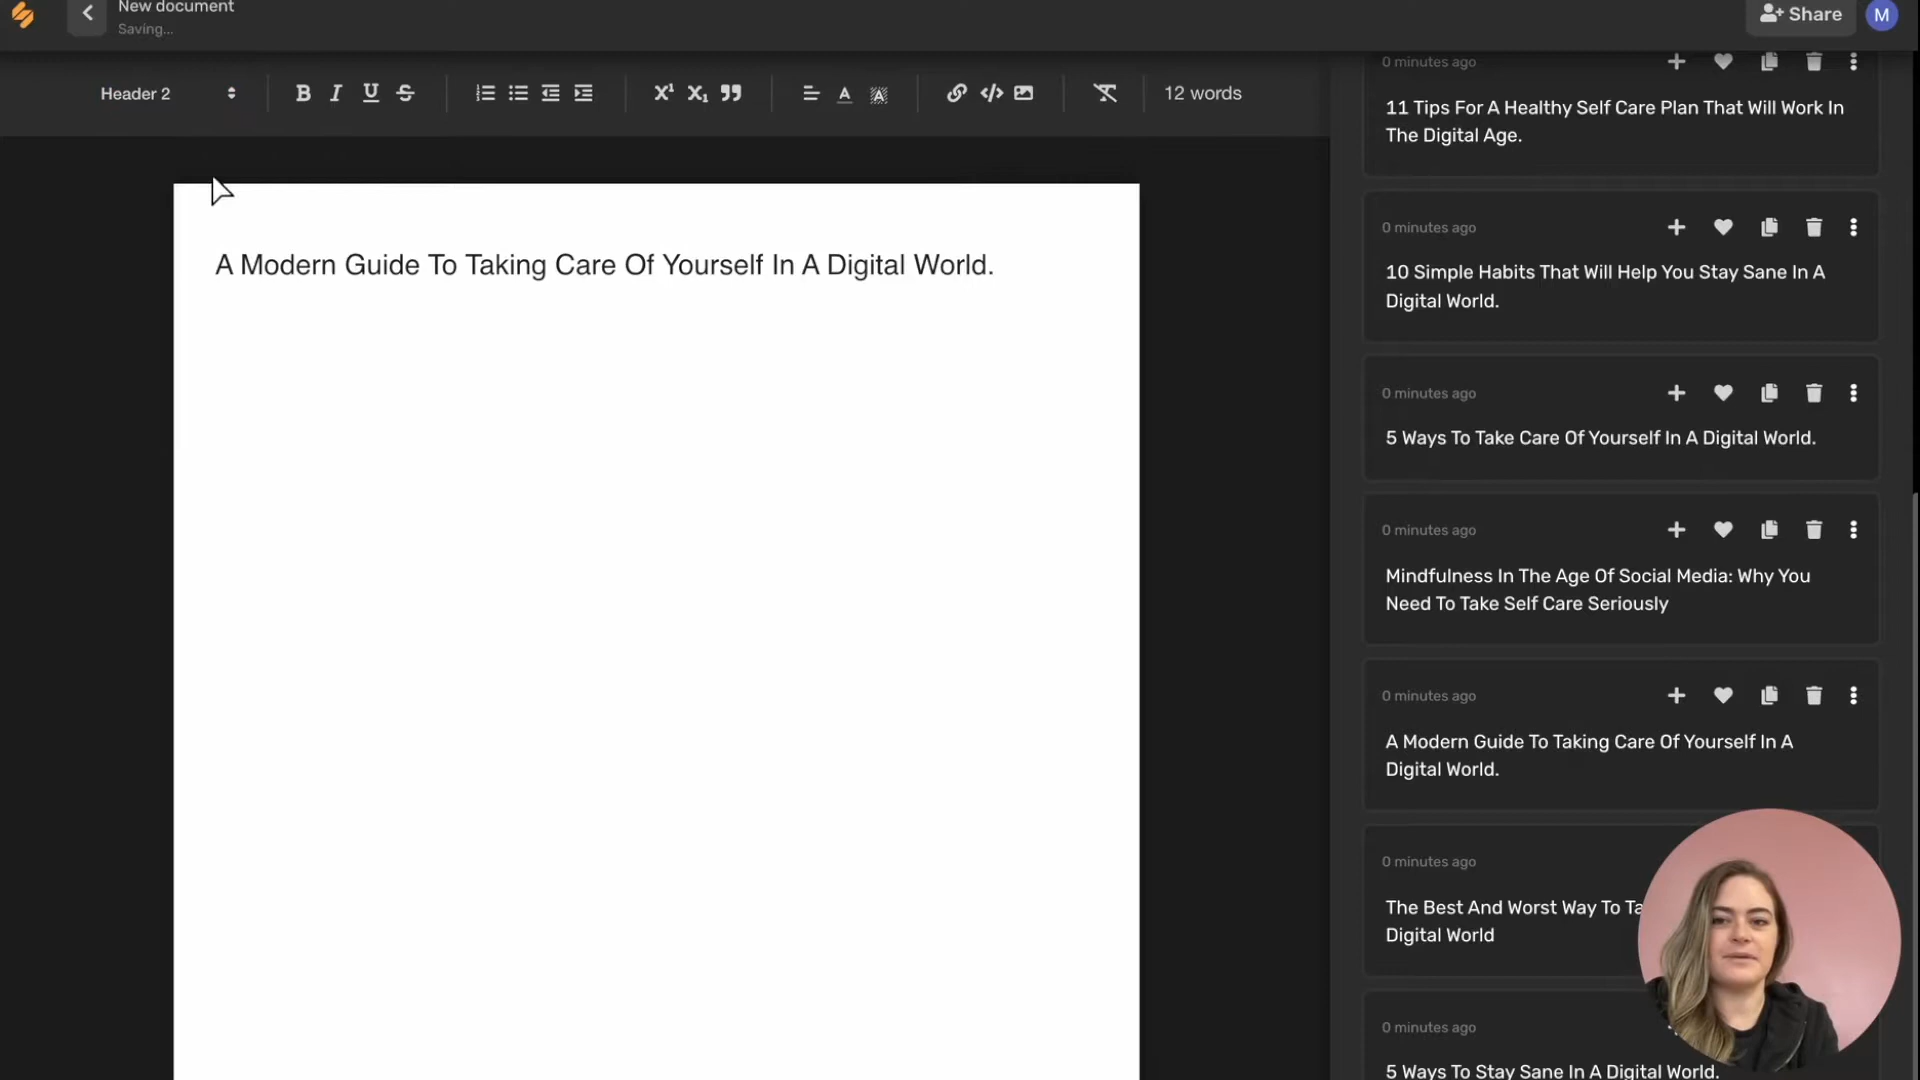 New document
Saving...
Share
M
Header 2
12 words
A Modern Guide To Taking Care Of Yourself In A Digital World.
0 minutes ago
11 Tips For A Healthy Self Care Plan That Will Work In
The Digital Age.
0 minutes ago
10 Simple Habits That Will Help You Stay Sane In A
Digital World.
0 minutes ago
5 Ways To Take Care Of Yourself In A Digital World.
0 minutes ago
Mindfulness In The Age Of Social Media: Why You
Need To Take Self Care Seriously
0 minutes ago
A Modern Guide To Taking Care Of Yourself In A
Digital World.
0 minutes ago
The Best And Worst Way To
Digital World
0 minutes ago
5 Ways To Stay Sane In A Digital World.